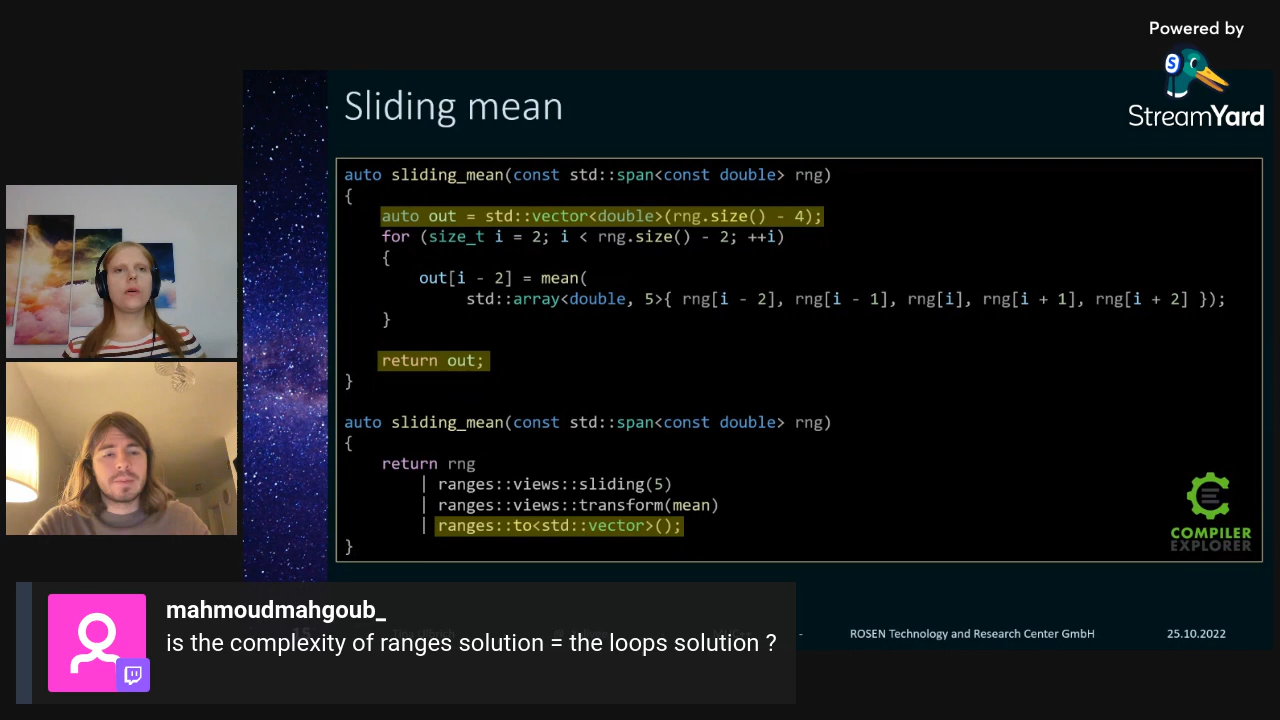 Powered by
StreamYard
Sliding mean
auto sliding_mean(const std::span<const double> rng)
{
    auto out = std::vector<double>(rng.size() - 4);
    for (size_t i = 2; i < rng.size() - 2; ++i)
    {
        out[i - 2] = mean(
             std::array<double, 5>{ rng[i - 2], rng[i - 1], rng[i], rng[i + 1], rng[i + 2] });
    }
    return out;
}
auto sliding_mean(const std::span<const double> rng)
{
    return rng
        | ranges::views::sliding(5)
        | ranges::views::transform(mean)
        | ranges::to<std::vector>();
}
COMPILER
EXPLORER
mahmoudmahgoub_
is the complexity of ranges solution = the loops solution ?
- ROSEN Technology and Research Center GmbH 25.10.2022